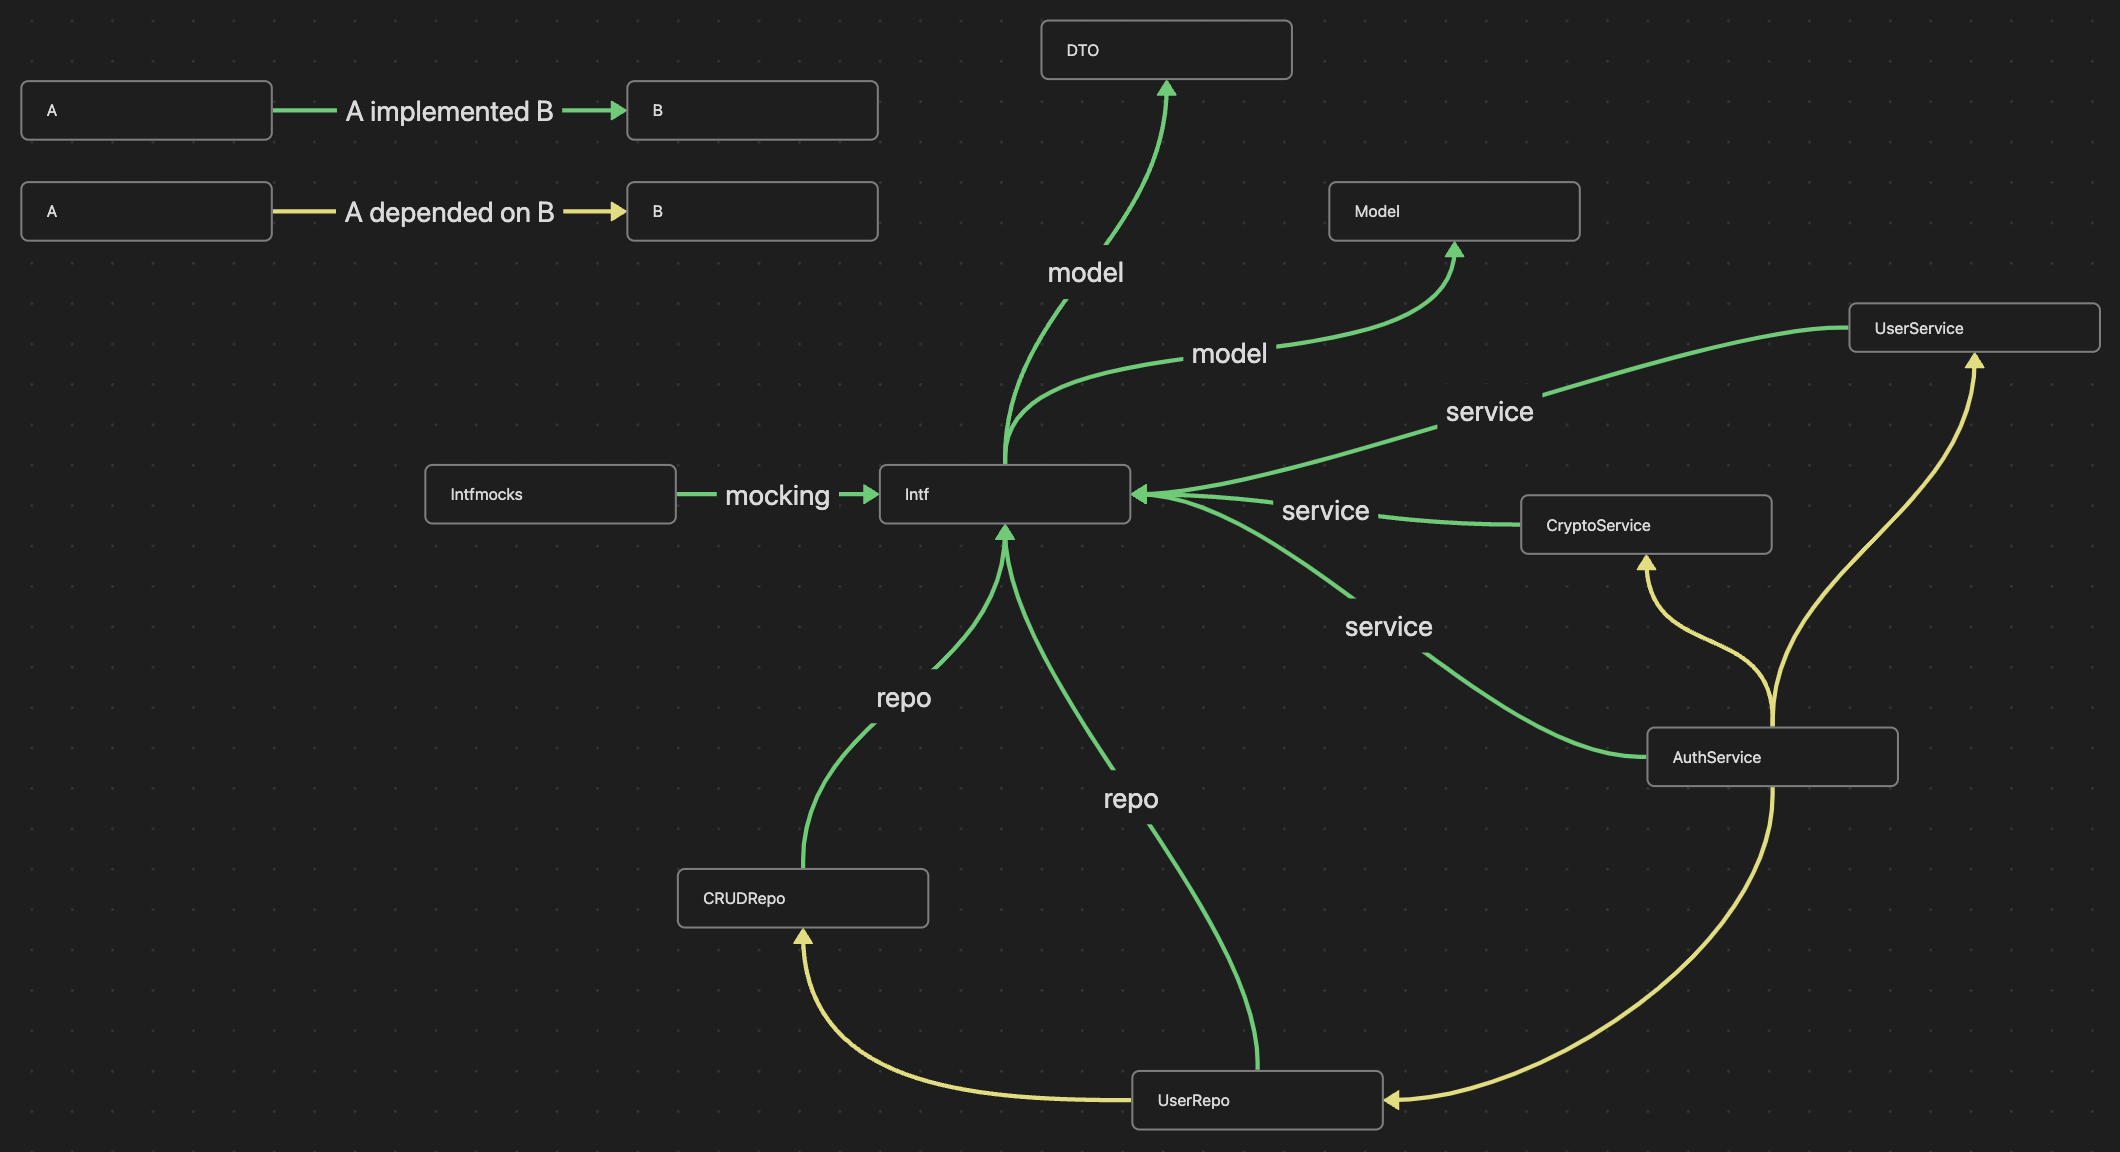 DTO
A
A implemented B
B
A
A depended on B
B
Model
model
UserService
model
service
Intfmocks
mocking
Intf
service
CryptoService
service
repo
AuthService
repo
CRUDRepo
UserRepo